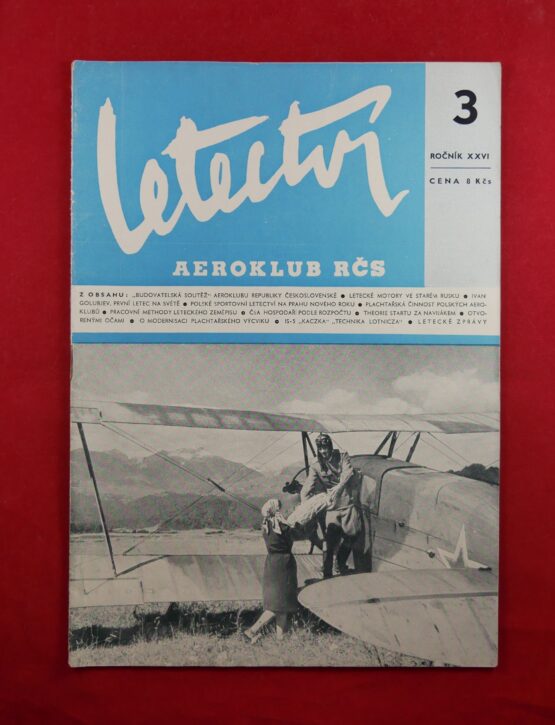 3
ROČNÍK XXVI
CENA 8 Kčs
Letectví
AEROKLUB RČS
Z OBSAHU: „BUDOVATELSKÁ SOUTĚŽ" AEROKLUBU REPUBLIKY ČESKOSLOVENSKÉ ● LETECKÉ MOTORY VE STARÉM RUSKU ● IVAN
GOLUBJEV, PRVNÍ LETEC NA SVĚTĚ ● POLSKÉ SPORTOVNÍ LETECTVÍ NA PRAHU NOVÉHO ROKU ● PLACHTAŘSKÁ ČINNOST POLSKÝCH AERO-
KLUBŮ ● PRACOVNÍ METHODY LETECKÉHO ZEMĚPISU ● ČSA HOSPODAŘÍ PODLE ROZPOČTU ● THEORIE STARTU ZA NAVIJÁKEM ● OTVO-
RENÝMI OČAMI ● O MODERNISACI PLACHTAŘSKÉHO VÝCVIKU ● IS-S „KACZKA" „TECHNIKA LOTNICZA" ● LETECKÉ ZPRÁVY